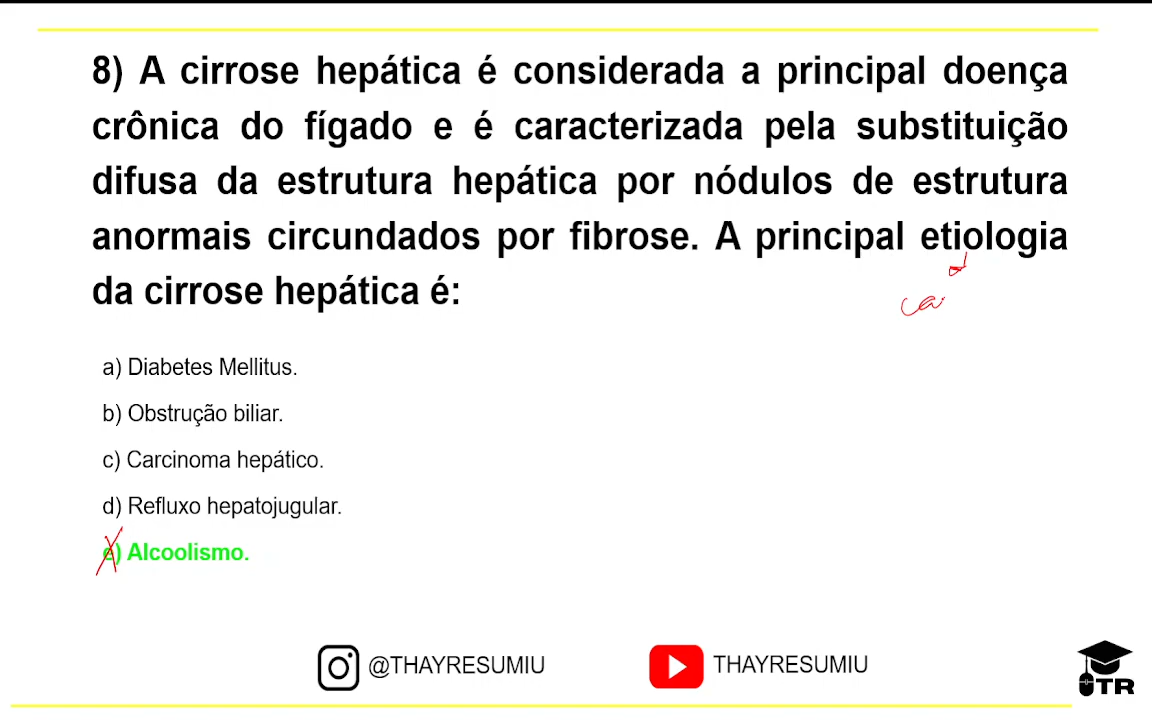 8) A cirrose hepática é considerada a principal doença
crônica do fígado e é caracterizada pela substituição
difusa da estrutura hepática por nódulos de estrutura
anormais circundados por fibrose. A principal etiologia
da cirrose hepática é:
a) Diabetes Mellitus.
b) Obstrução biliar.
c) Carcinoma hepático.
d) Refluxo hepatojugular.
e) Alcoolismo.
@THAYRESUMIU
THAYRESUMIU
TR